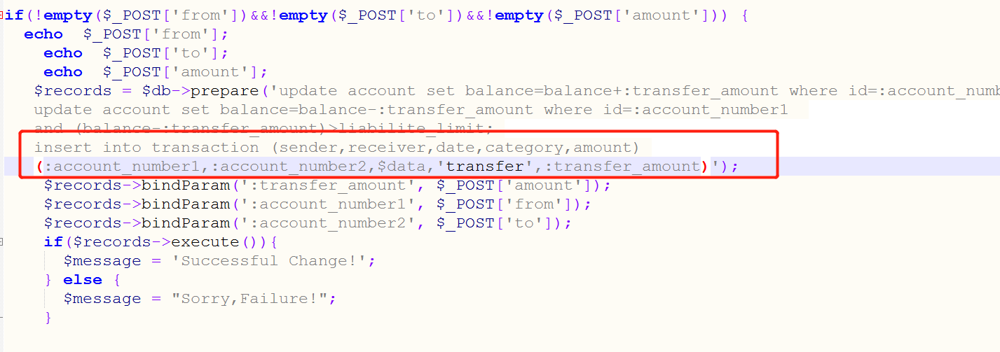 if(!empty($_POST['from'])&&!empty($_POST['to'])&&!empty($_POST['amount'])) {
echo $_POST['from'];
echo $_POST['to'];
echo $_POST['amount'];
$records = $db->prepare('update account set balance=balance+:transfer_amount where id=:account_numb
update account set balance=balance-:transfer_amount where id=:account_number1
and (balance-:transfer_amount)>liabilite_limit;
insert into transaction (sender,receiver,date,category,amount)
(:account_number1,:account_number2,$data,'transfer',:transfer_amount)');
$records->bindParam(':transfer_amount', $_POST['amount']);
$records->bindParam(':account_number1', $_POST['from']);
$records->bindParam(':account_number2', $_POST['to']);
if($records->execute()){
$message = 'Successful Change!';
} else {
$message = "Sorry,Failure!";
}